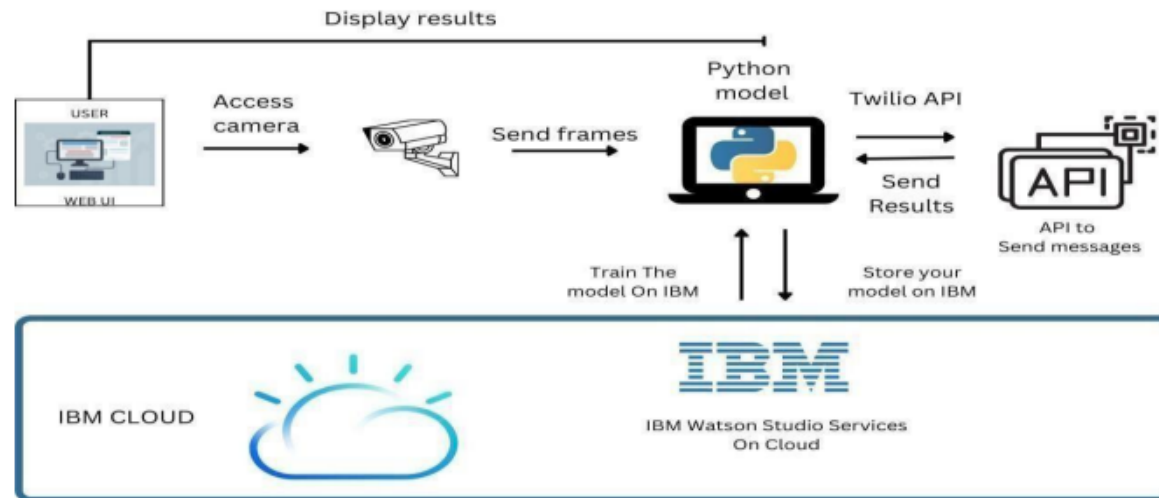 Display results
USER
WEB UI
Access
camera
Send frames
Python
model
Twilio API
Send
Results
API
API to
Send messages
Train The
model On IBM
Store your
model on IBM
IBM CLOUD
IBM
IBM Watson Studio Services
On Cloud